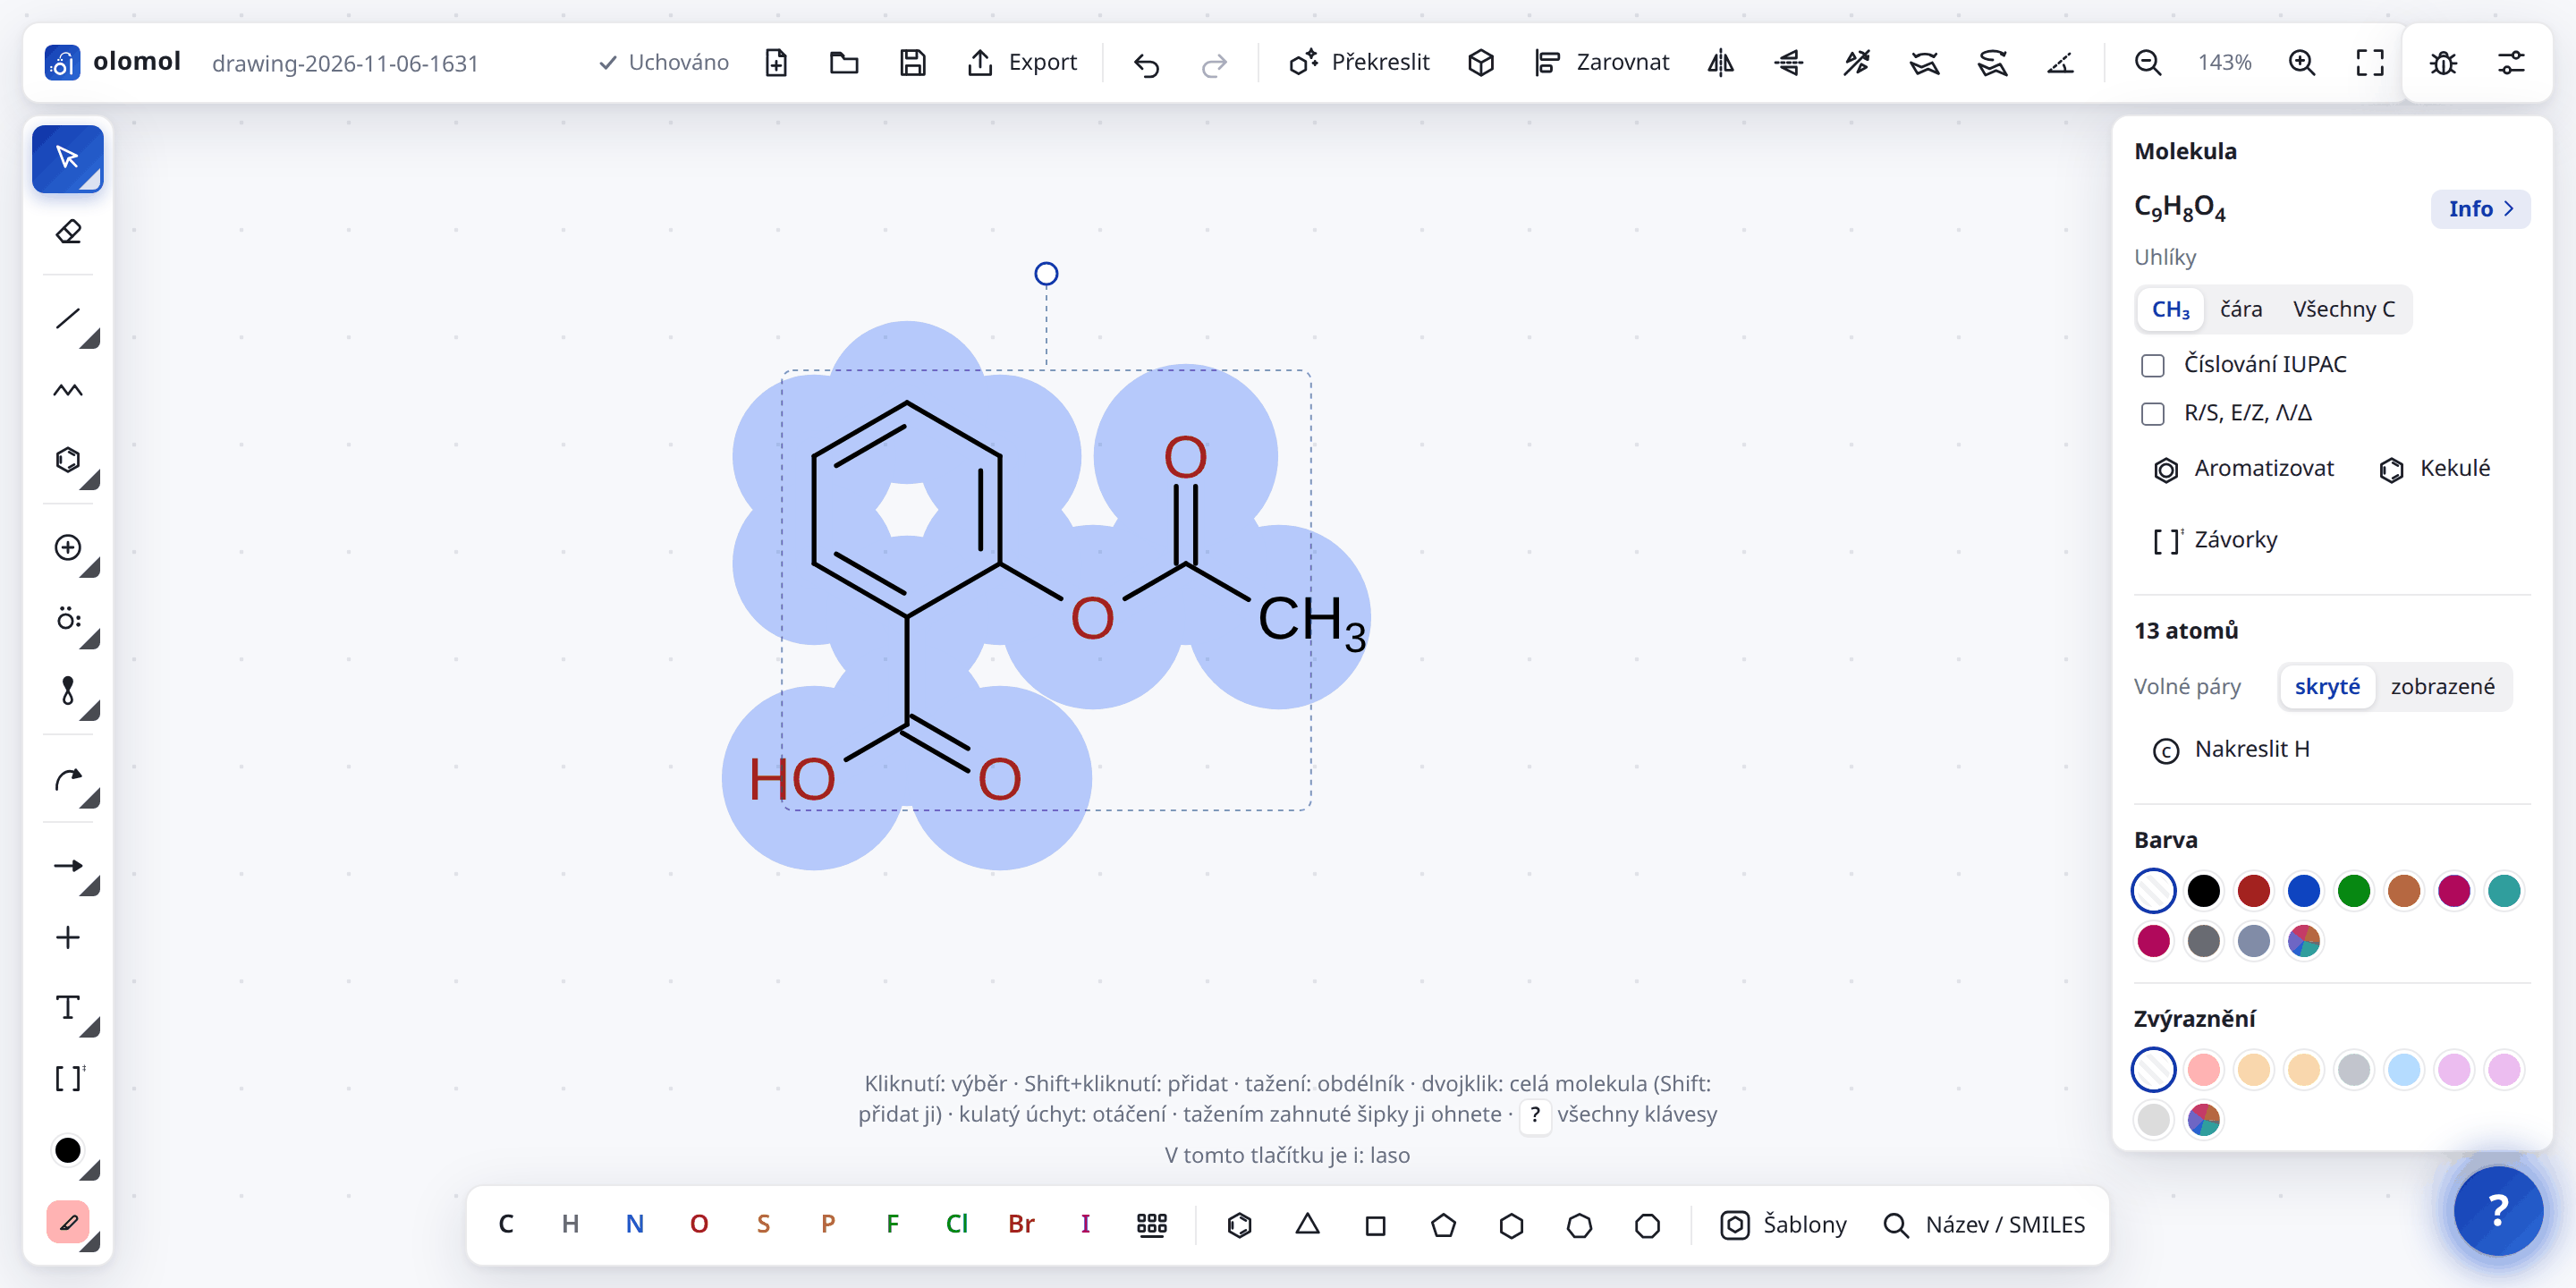 olomol
drawing-2026-11-06-1631
Uchováno
Export
Překreslit
Zarovnat
143%
Molekula
C₉H₈O₄
Info
Uhlíky
CH₃ čára Všechny C
Číslování IUPAC
R/S, E/Z, Λ/Δ
Aromatizovat Kekulé
[ ]‡ Závorky
13 atomů
Volné páry skryté zobrazené
C Nakreslit H
Barva
Zvýraznění
O
O
CH₃
HO
O
T
[ ]‡
Kliknutí: výběr · Shift+kliknutí: přidat · tažení: obdélník · dvojklik: celá molekula (Shift:
přidat ji) · kulatý úchyt: otáčení · tažením zahnuté šipky ji ohnete · ? všechny klávesy
V tomto tlačítku je i: laso
C H N O S P F Cl Br I
Šablony
Název / SMILES
?